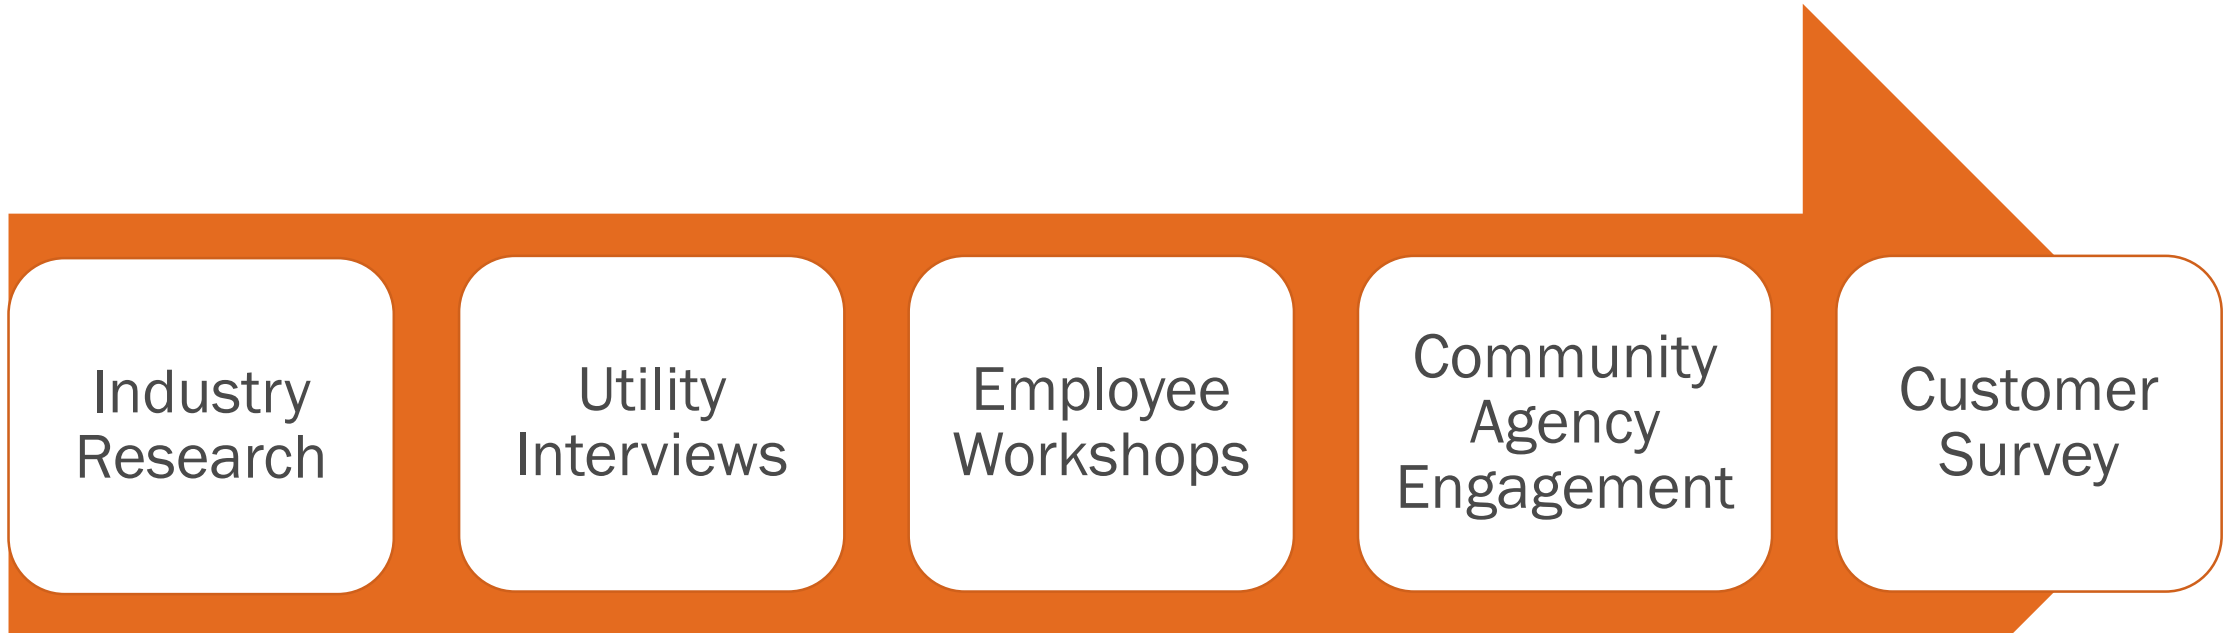 Industry
Research
Utility
Interviews
Employee
Workshops
Community
Agency
Engagement
Customer
Survey